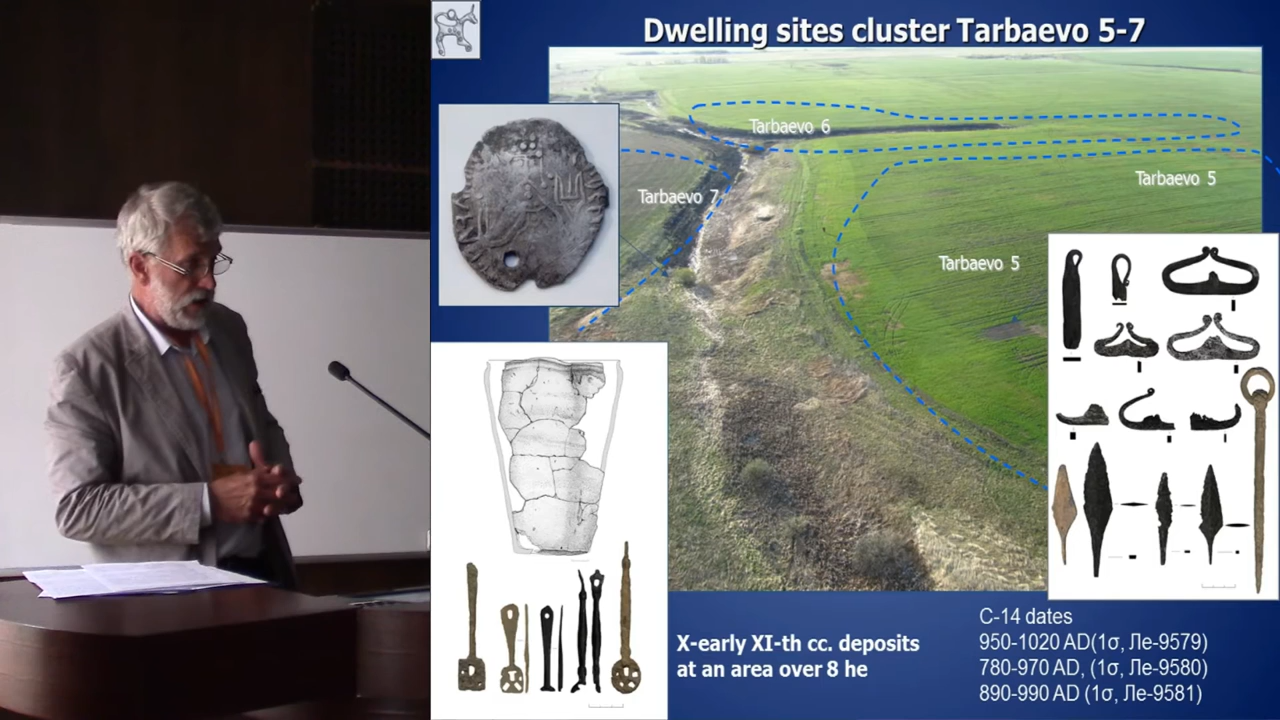 Dwelling sites cluster Tarbaevo 5-7
Tarbaevo 6
Tarbaevo 7
Tarbaevo 5
Tarbaevo 5
X-early XI-th cc. deposits
at an area over 8 he
C-14 dates
950-1020 AD(1σ, Ле-9579)
780-970 AD, (1σ, Ле-9580)
890-990 AD (1σ, Ле-9581)